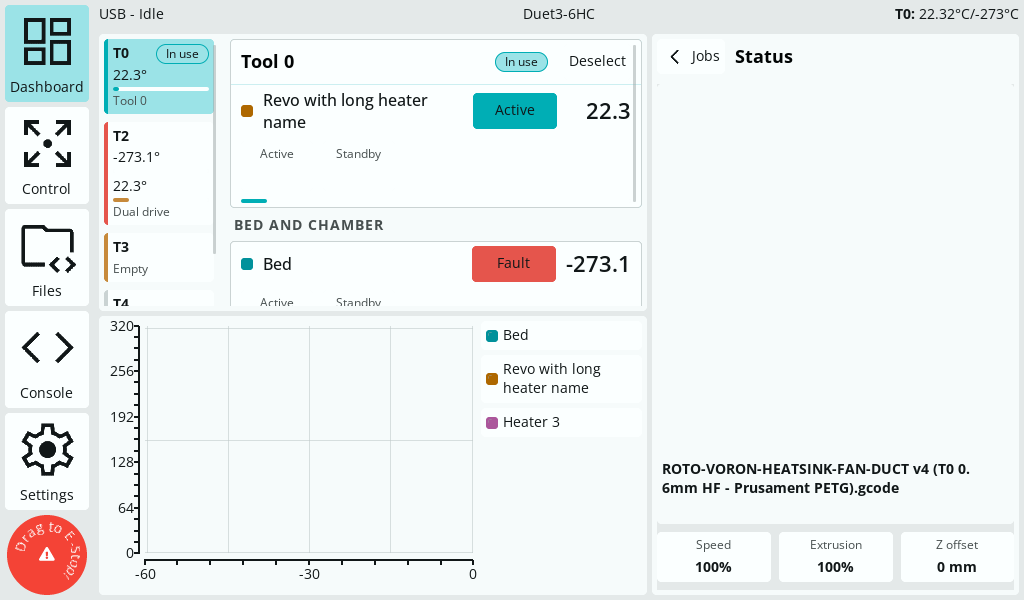 USB - Idle
Duet3-6HC
T0: 22.32°C/-273°C
Dashboard
Control
Files
Console
Settings
Drag to E-Stop!
T0
In use
22.3°
Tool 0
T2
-273.1°
22.3°
Dual drive
T3
Empty
T4
Tool 0
In use
Deselect
Revo with long heater
name
Active
22.3
Active
Standby
BED AND CHAMBER
Bed
Fault
-273.1
Active
Standby
320
256
192
128
64
0
-60
-30
0
Bed
Revo with long
heater name
Heater 3
Jobs
Status
ROTO-VORON-HEATSINK-FAN-DUCT v4 (T0 0.
6mm HF - Prusament PETG).gcode
Speed
100%
Extrusion
100%
Z offset
0 mm